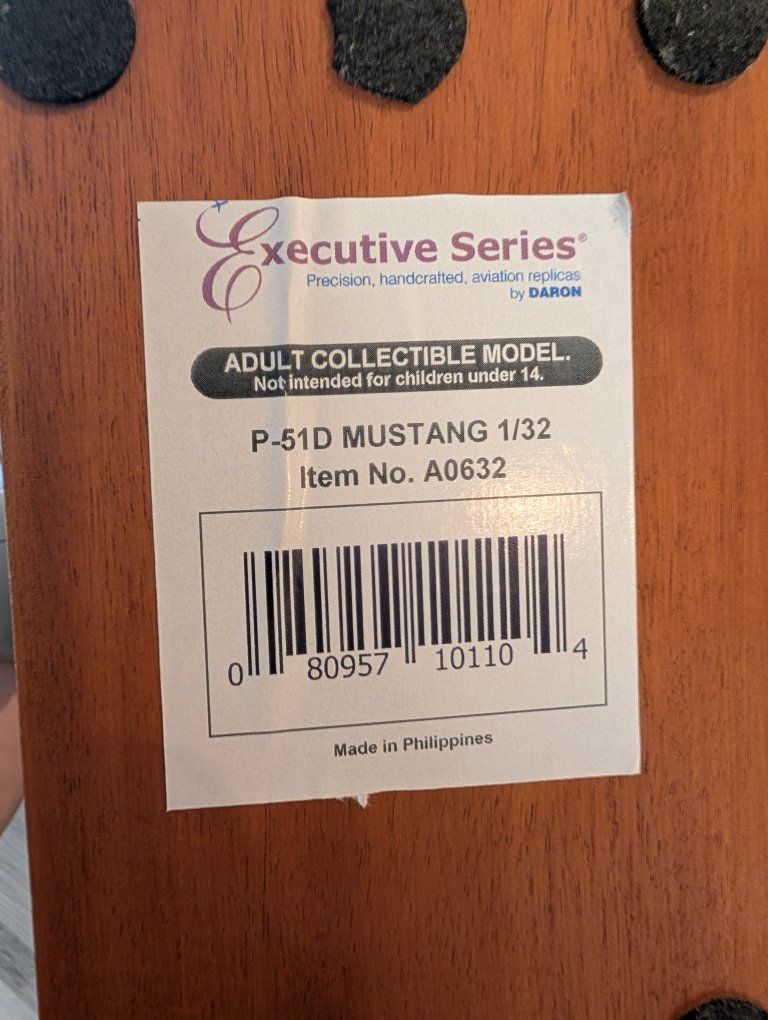 Executive Series®
Precision, handcrafted, aviation replicas
by DARON
ADULT COLLECTIBLE MODEL.
Not intended for children under 14.
P-51D MUSTANG 1/32
Item No. A0632
0 80957 10110 4
Made in Philippines